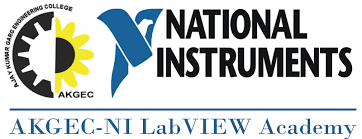 AJAY KUMAR GARG ENGINEERING COLLEGE
AKGEC
NATIONAL
INSTRUMENTS
AKGEC-NI LabVIEW Academy